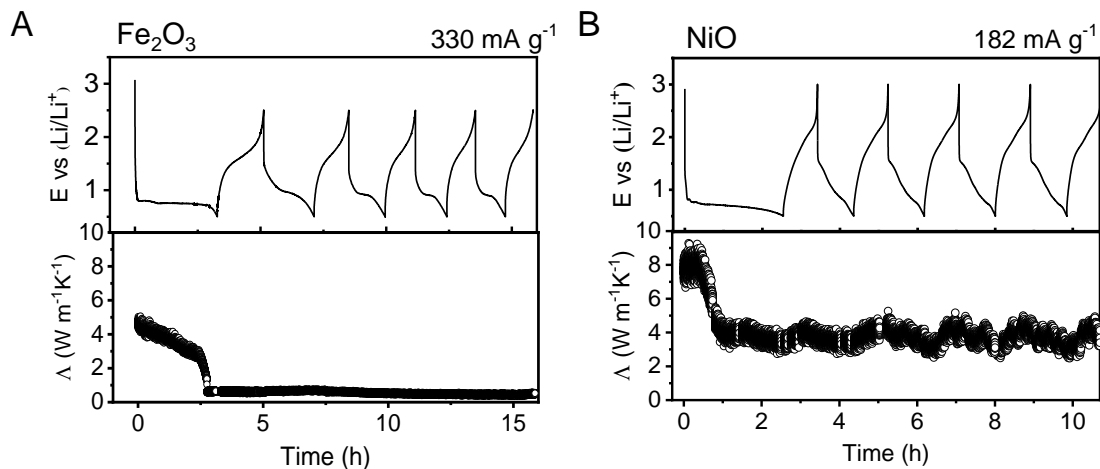 A
Fe₂O₃ 330 mA g⁻¹
E vs (Li/Li⁺)
3
2
1
10
8
6
4
2
0
Λ (W m⁻¹K⁻¹)
0 5 10 15
Time (h)
B
NiO 182 mA g⁻¹
E vs (Li/Li⁺)
3
2
1
10
8
6
4
2
0
Λ (W m⁻¹K⁻¹)
0 2 4 6 8 10
Time (h)